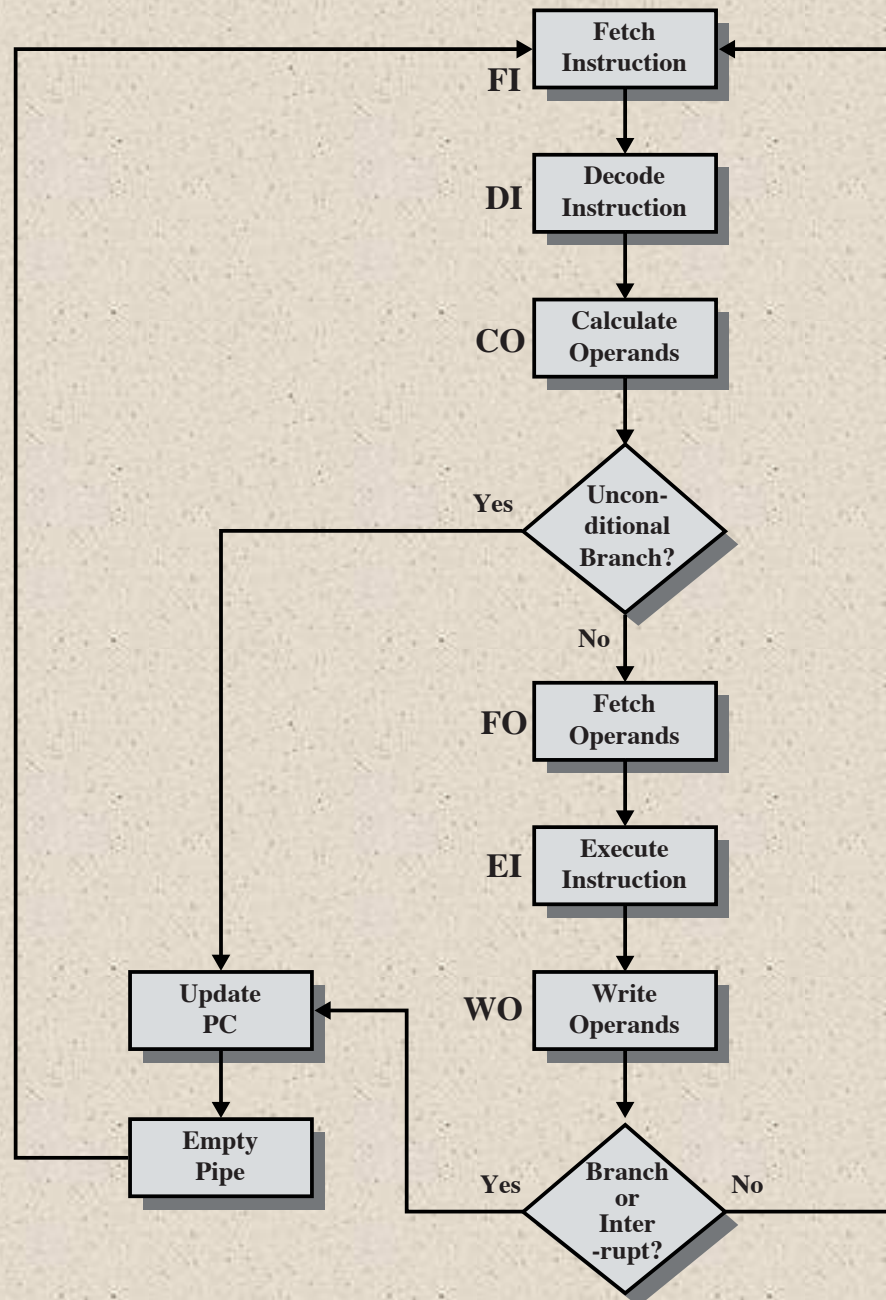 Fetch
Instruction
FI
Decode
Instruction
DI
Calculate
Operands
CO
Uncon-
ditional
Branch?
Yes
No
Fetch
Operands
FO
Execute
Instruction
EI
Update
PC
Write
Operands
WO
Empty
Pipe
Yes
Branch
or
Inter
-rupt?
No